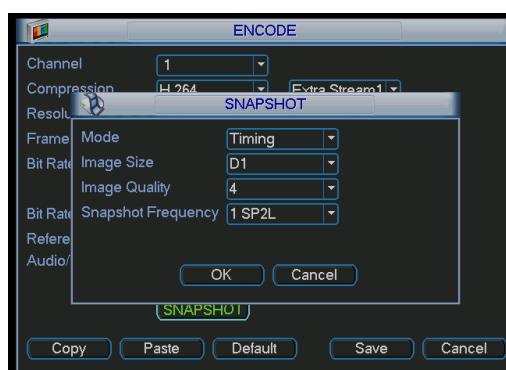 ENCODE
Channel 1
Compression H.264 Extra Stream1
SNAPSHOT
Mode Timing
Image Size D1
Image Quality 4
Snapshot Frequency 1 SP2L
OK Cancel
Frame
Bit Rate
Bit Rate
Audio/
SNAPSHOT
Copy Paste Default Save Cancel